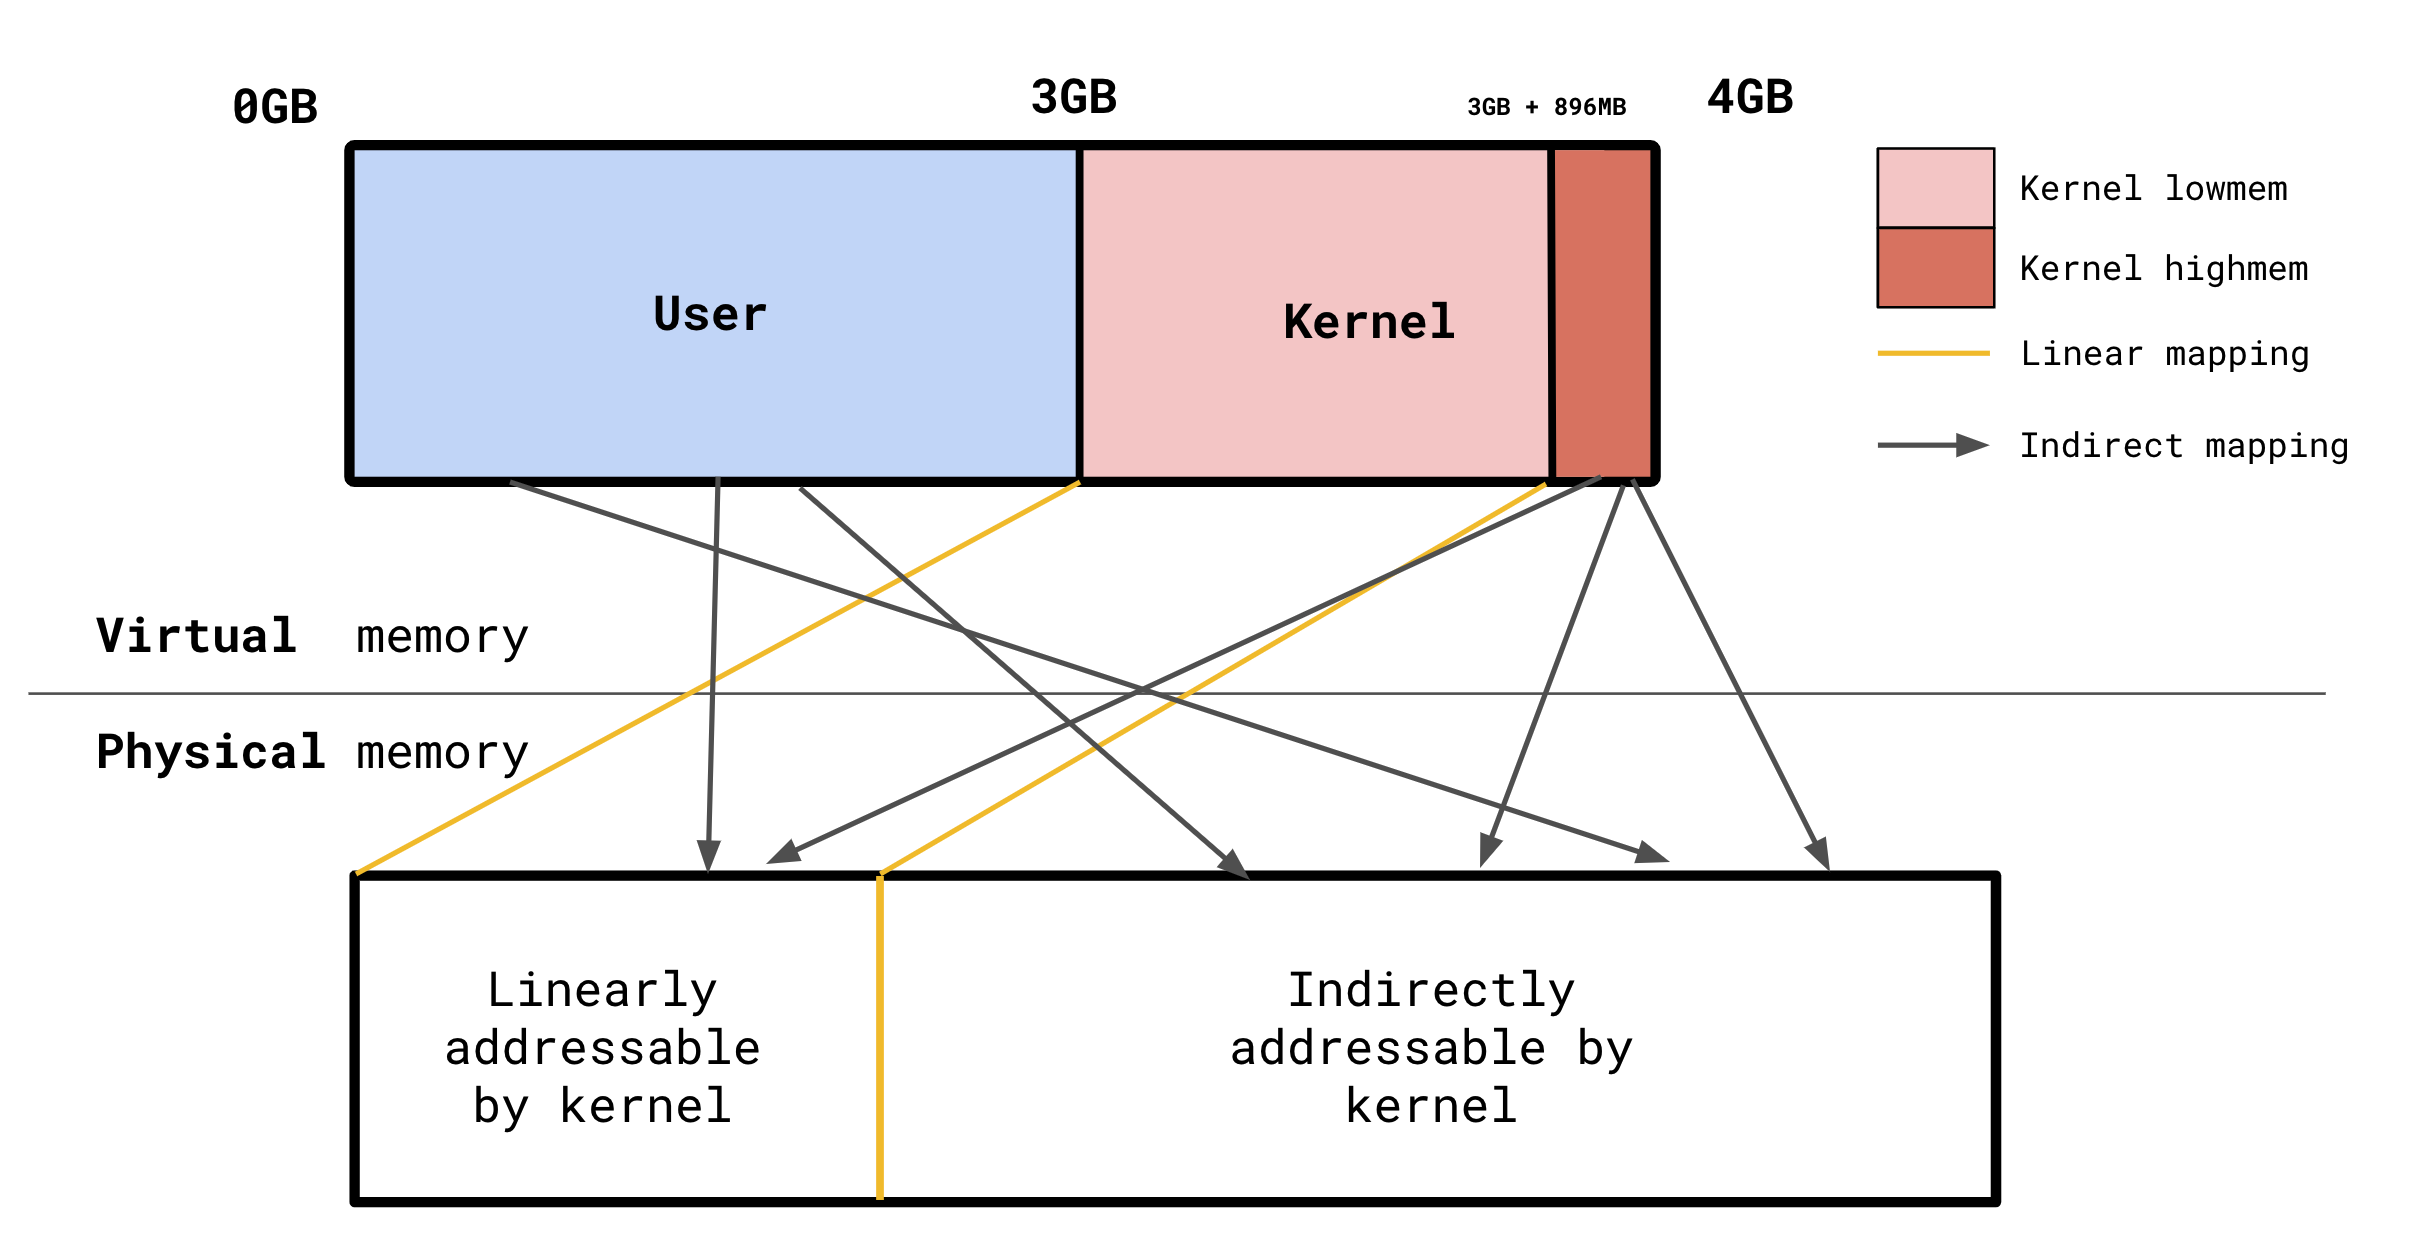 0GB
3GB
3GB + 896MB
4GB
User
Kernel
Kernel lowmem
Kernel highmem
Linear mapping
Indirect mapping
Virtual memory
Physical memory
Linearly
addressable
by kernel
Indirectly
addressable by
kernel